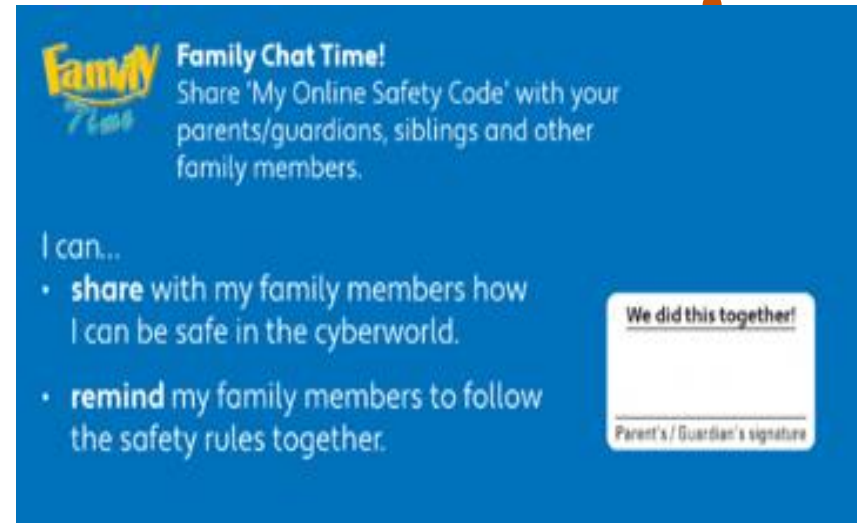 Family
Time
Family Chat Time!
Share 'My Online Safety Code' with your
parents/guardians, siblings and other
family members.
I can...
• share with my family members how
I can be safe in the cyberworld.
• remind my family members to follow
the safety rules together.
We did this together!
Parent's / Guardian's signature